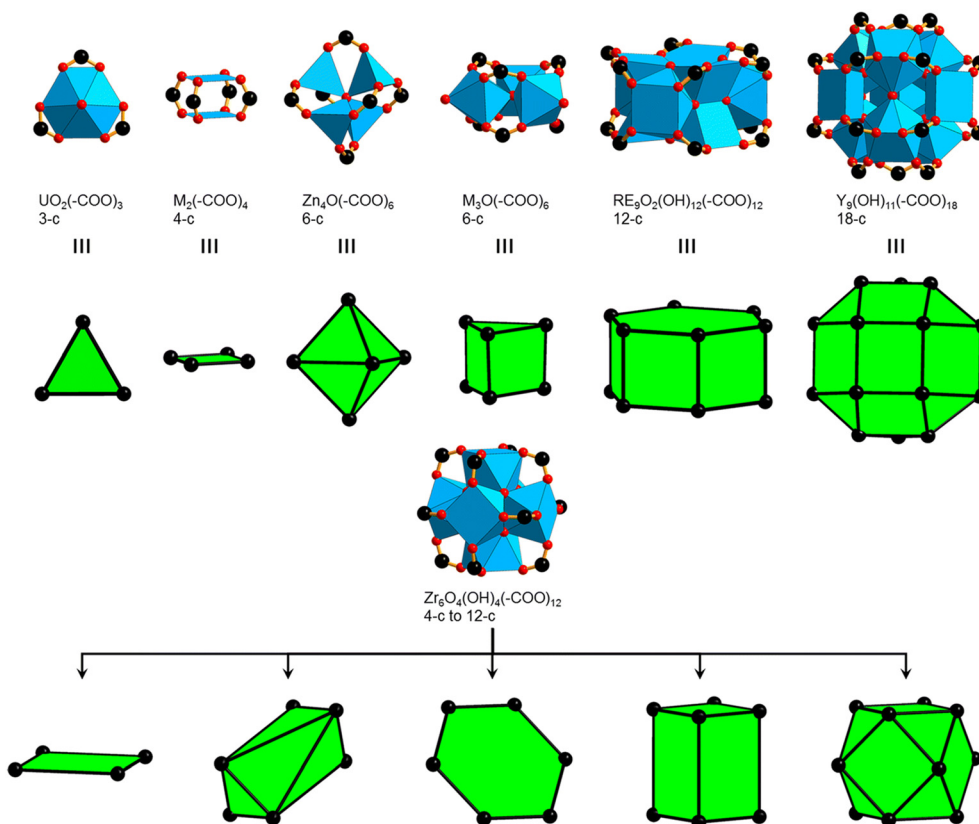 UO₂(-COO)₃
3-c
M₂(-COO)₄
4-c
Zn₄O(-COO)₆
6-c
M₃O(-COO)₆
6-c
RE₉O₂(OH)₁₂(-COO)₁₂
12-c
Y₉(OH)₁₁(-COO)₁₈
18-c
Zr₆O₄(OH)₄(-COO)₁₂
4-c to 12-c